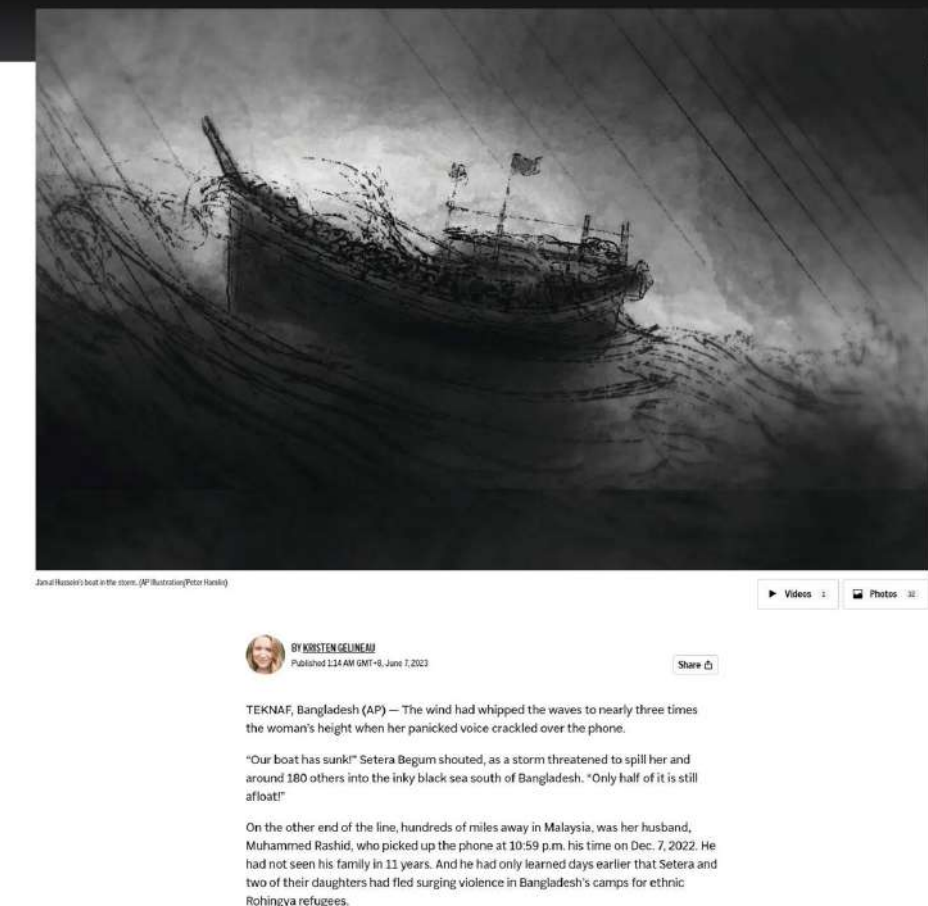 Jamal Hussein's boat in the storm. (AP Illustration/Peter Hamlin)
Videos 1
Photos 32
BY KRISTEN GELINEAU
Published 1:14 AM GMT+8, June 7, 2023
Share
TEKNAF, Bangladesh (AP) — The wind had whipped the waves to nearly three times
the woman's height when her panicked voice crackled over the phone.
"Our boat has sunk!" Setera Begum shouted, as a storm threatened to spill her and
around 180 others into the inky black sea south of Bangladesh. "Only half of it is still
afloat!"
On the other end of the line, hundreds of miles away in Malaysia, was her husband,
Muhammed Rashid, who picked up the phone at 10:59 p.m. his time on Dec. 7, 2022. He
had not seen his family in 11 years. And he had only learned days earlier that Setera and
two of their daughters had fled surging violence in Bangladesh's camps for ethnic
Rohingya refugees.